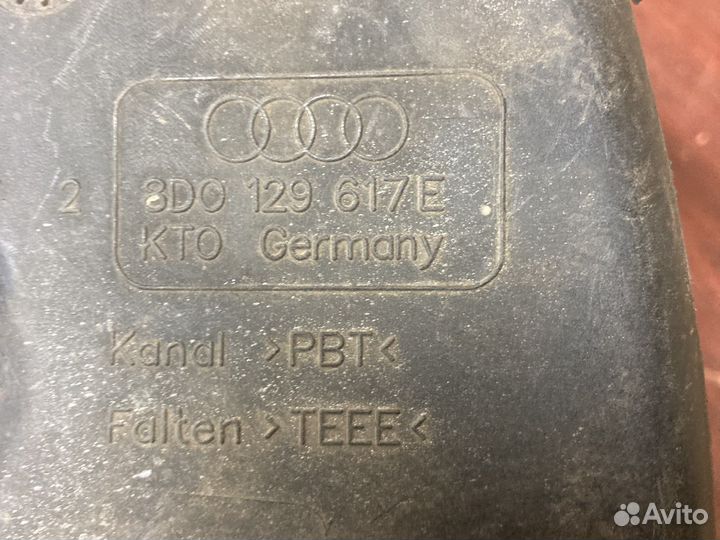 2 8D0 129 617 E
KTO Germany
Kanal >PBT<
Falten >TEEE<
Avito